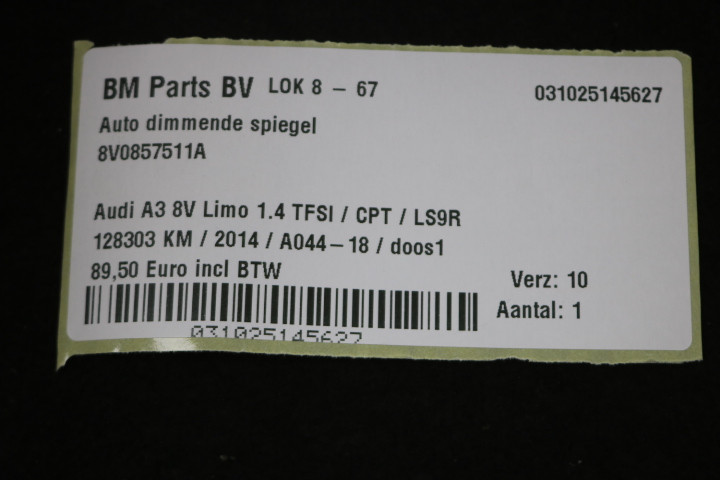 BM Parts BV LOK 8 - 67 031025145627
Auto dimmende spiegel
8V0857511A
Audi A3 8V Limo 1.4 TFSI / CPT / LS9R
128303 KM / 2014 / A044-18 / doos1
89,50 Euro incl BTW
Verz: 10
Aantal: 1
031025145627